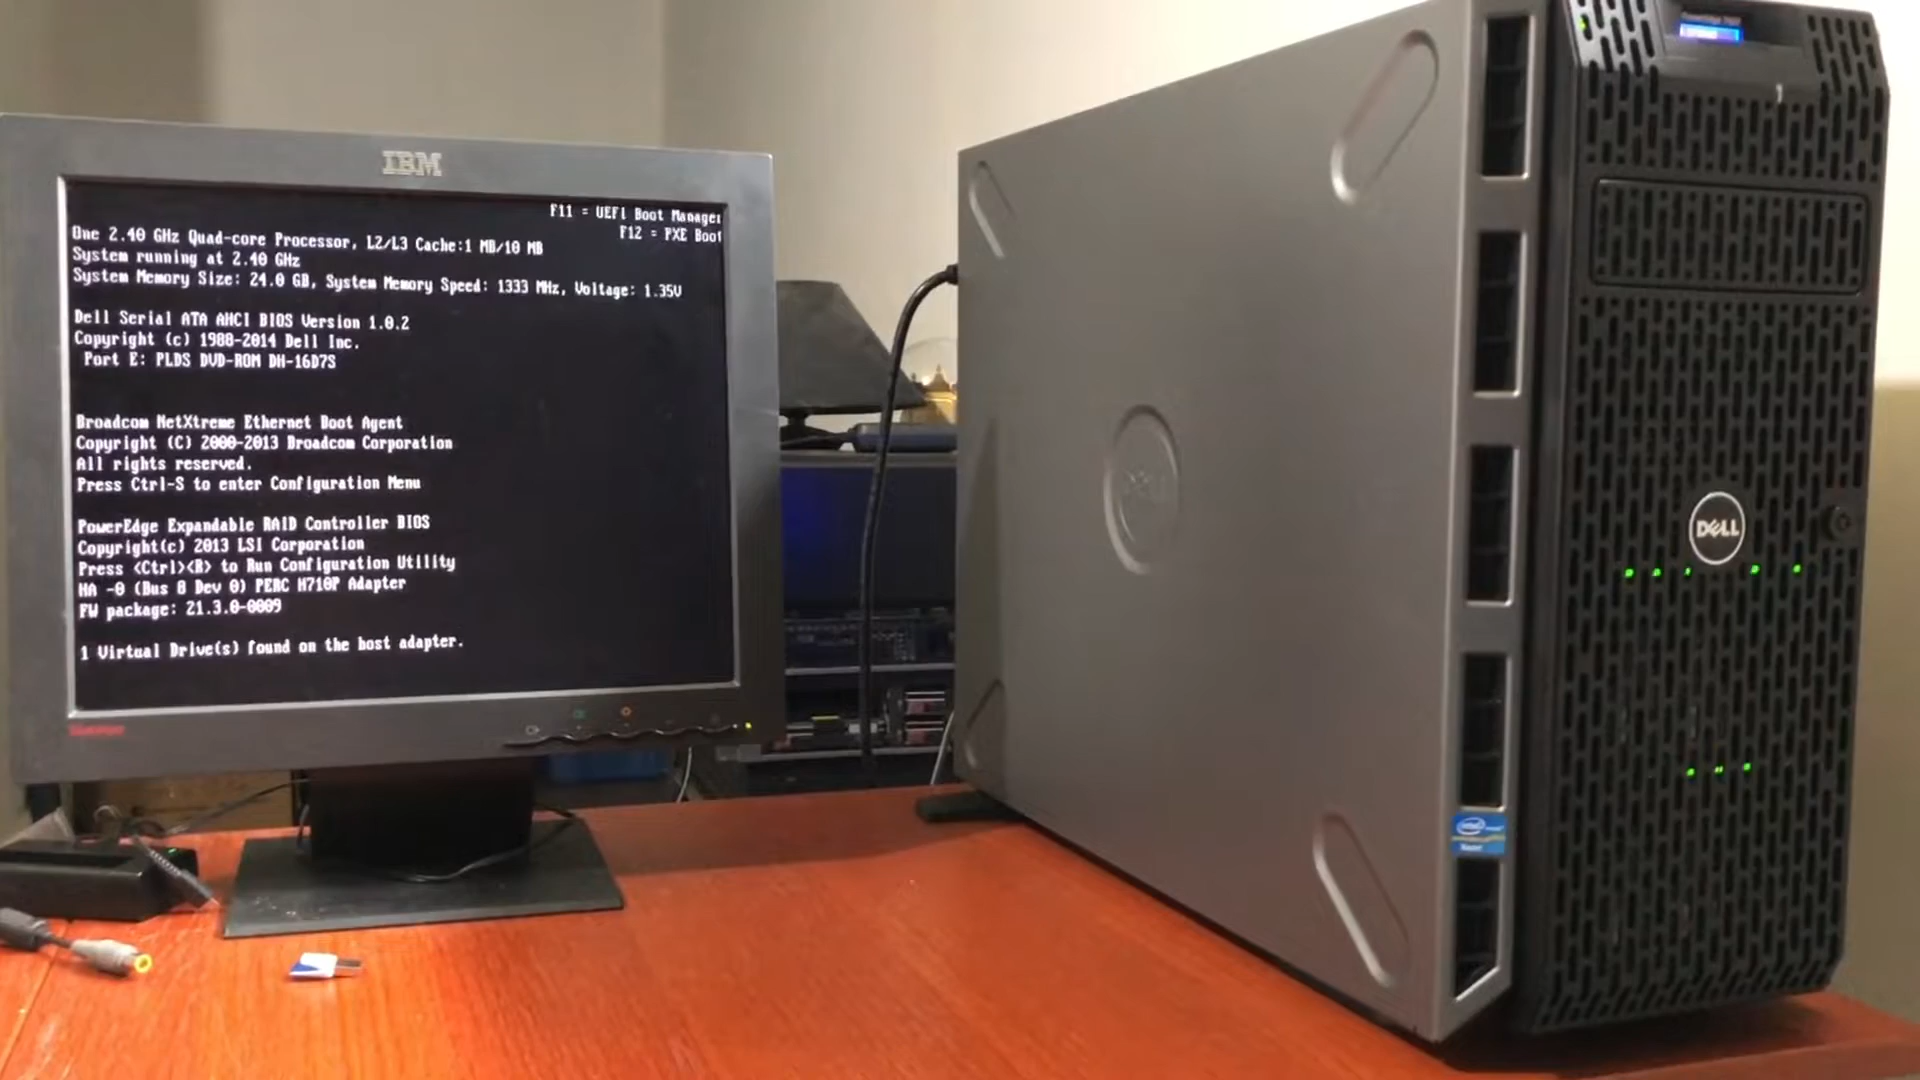 IBM
F11 = UEFI Boot Manager
F12 = PXE Boot
One 2.40 GHz Quad-core Processor, L2/L3 Cache:1 MB/10 MB
System running at 2.40 GHz
System Memory Size: 24.0 GB, System Memory Speed: 1333 MHz, Voltage: 1.35V
Dell Serial ATA AHCI BIOS Version 1.0.2
Copyright (c) 1988-2014 Dell Inc.
Port E: PLDS DVD-ROM DH-16D7S
Broadcom NetXtreme Ethernet Boot Agent
Copyright (C) 2000-2013 Broadcom Corporation
All rights reserved.
Press Ctrl-S to enter Configuration Menu
PowerEdge Expandable RAID Controller BIOS
Copyright(c) 2013 LSI Corporation
Press <Ctrl><R> to Run Configuration Utility
HA -0 (Bus 8 Dev 0) PERC H710P Adapter
FW package: 21.3.0-0009
1 Virtual Drive(s) found on the host adapter.
DELL
DELL
intel